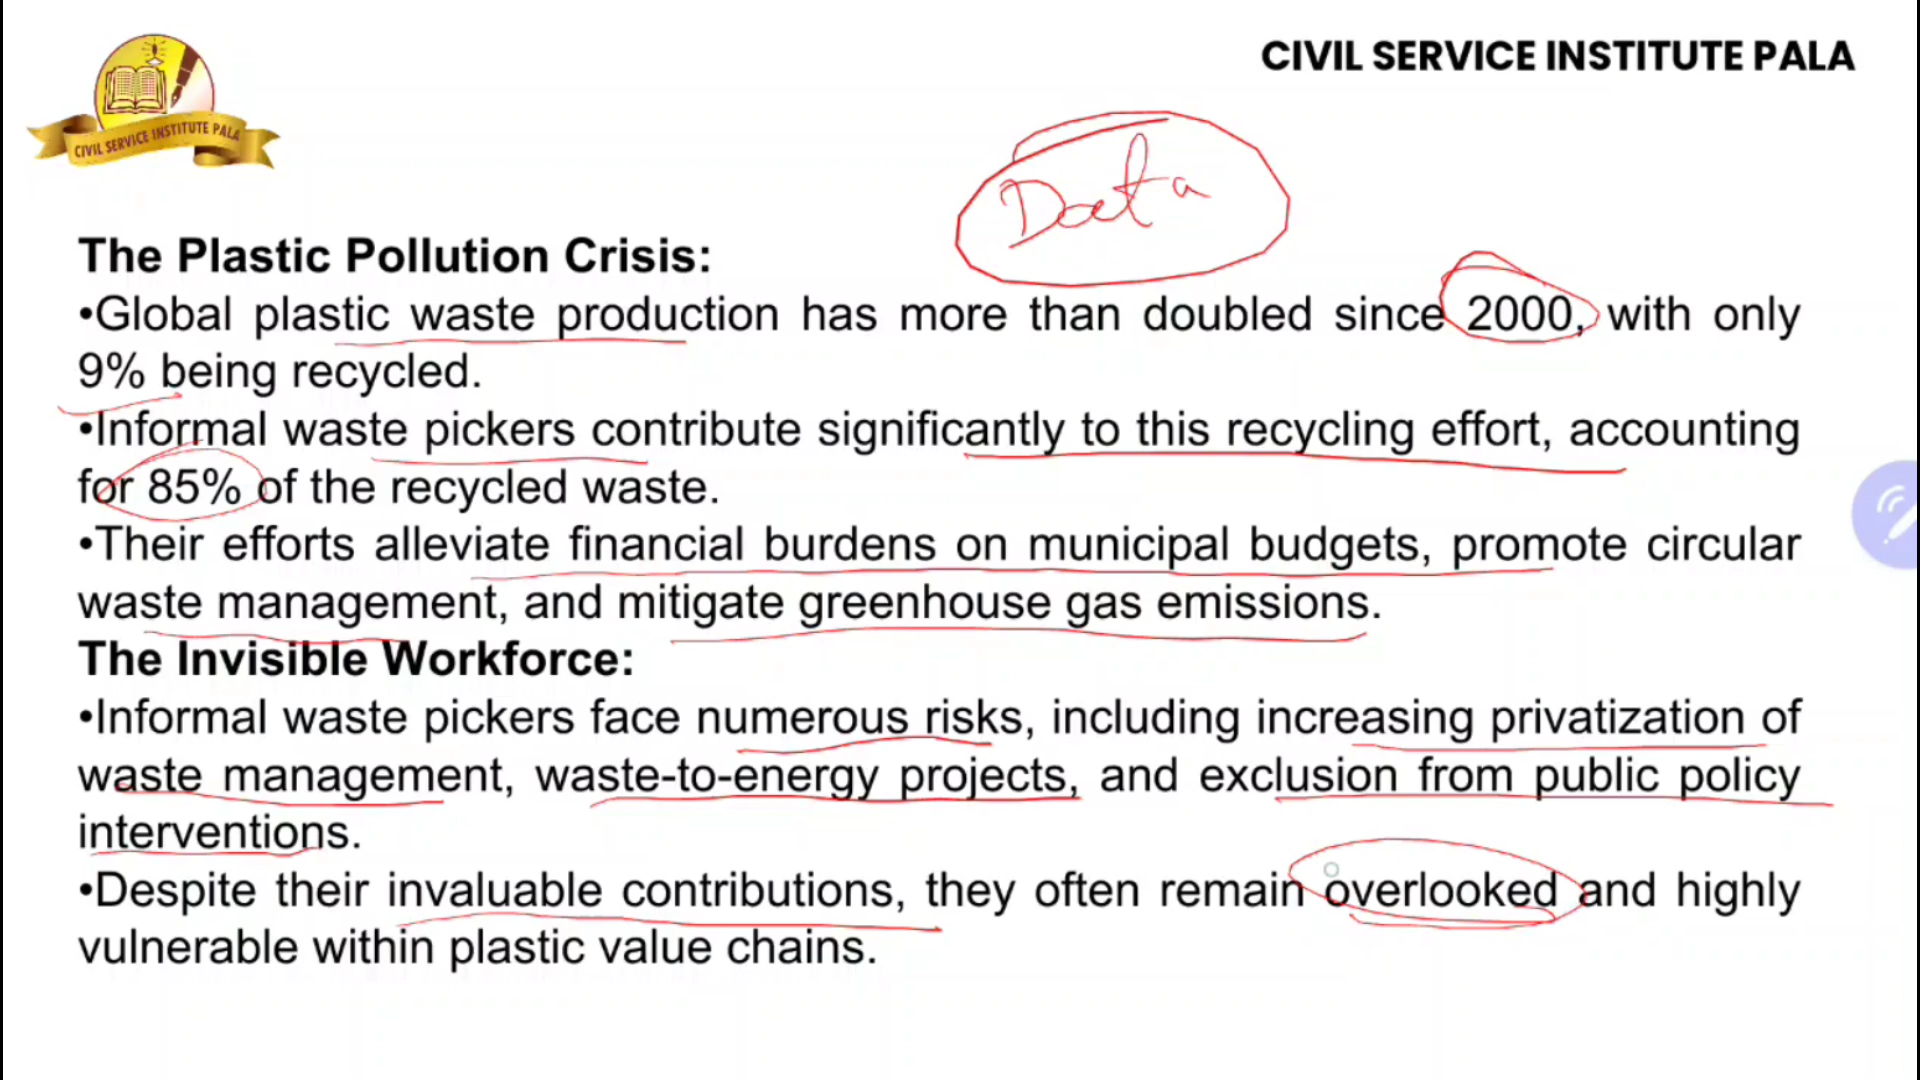 CIVIL SERVICE INSTITUTE PALA
CIVIL SERVICE INSTITUTE PALA
Data
The Plastic Pollution Crisis:
•Global plastic waste production has more than doubled since 2000, with only
9% being recycled.
•Informal waste pickers contribute significantly to this recycling effort, accounting
for 85% of the recycled waste.
•Their efforts alleviate financial burdens on municipal budgets, promote circular
waste management, and mitigate greenhouse gas emissions.
The Invisible Workforce:
•Informal waste pickers face numerous risks, including increasing privatization of
waste management, waste-to-energy projects, and exclusion from public policy
interventions.
•Despite their invaluable contributions, they often remain overlooked and highly
vulnerable within plastic value chains.